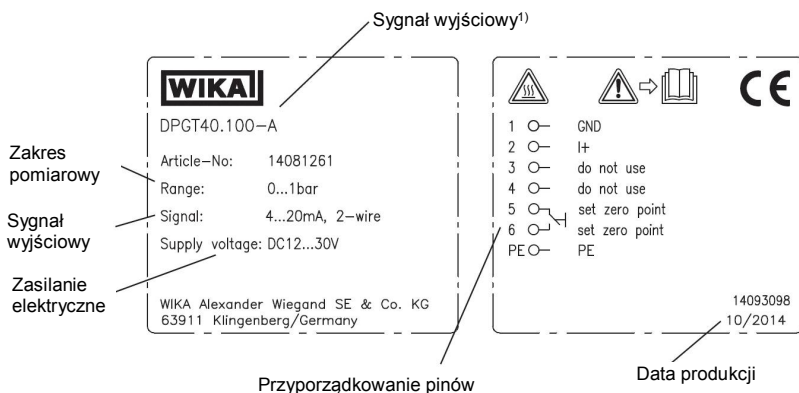 Sygnał wyjściowy1)
WIKA
DPGT40.100-A
Article-No: 14081261
Range: 0...1bar
Signal: 4...20mA, 2-wire
Supply voltage: DC12...30V
WIKA Alexander Wiegand SE & Co. KG
63911 Klingenberg/Germany
Zakres
pomiarowy
Sygnał
wyjściowy
Zasilanie
elektryczne
CE
1 GND
2 I+
3 do not use
4 do not use
5 set zero point
6 set zero point
PE PE
14093098
10/2014
Przyporządkowanie pinów
Data produkcji